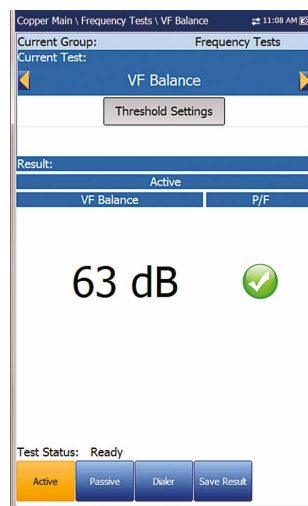 Copper Main \ Frequency Tests \ VF Balance 11:08 AM
Current Group: Frequency Tests
Current Test:
VF Balance
Threshold Settings
Result:
Active
VF Balance P/F
63 dB
Test Status: Ready
Active Passive Dialer Save Result